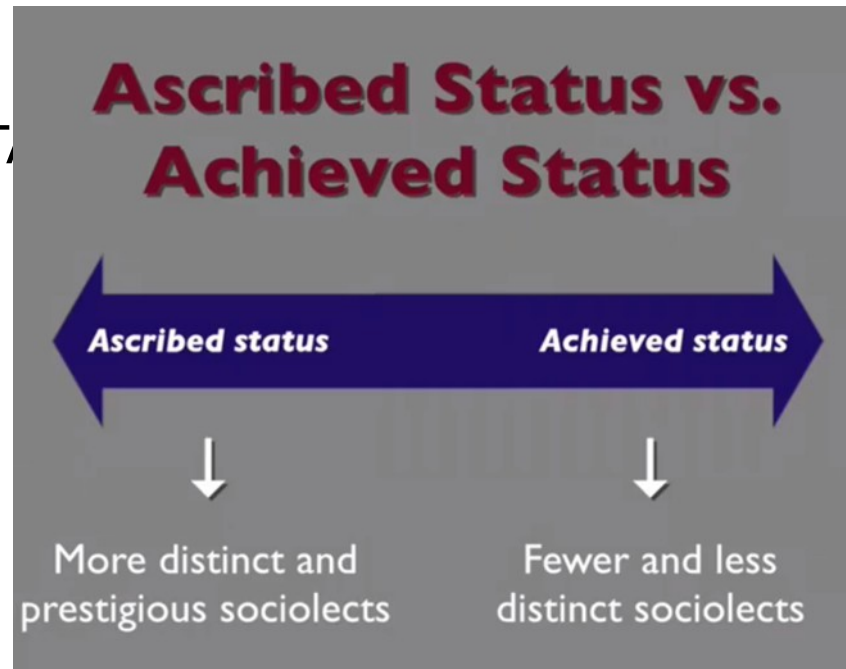 Ascribed Status vs.
Achieved Status
Ascribed status
Achieved status
More distinct and
prestigious sociolects
Fewer and less
distinct sociolects